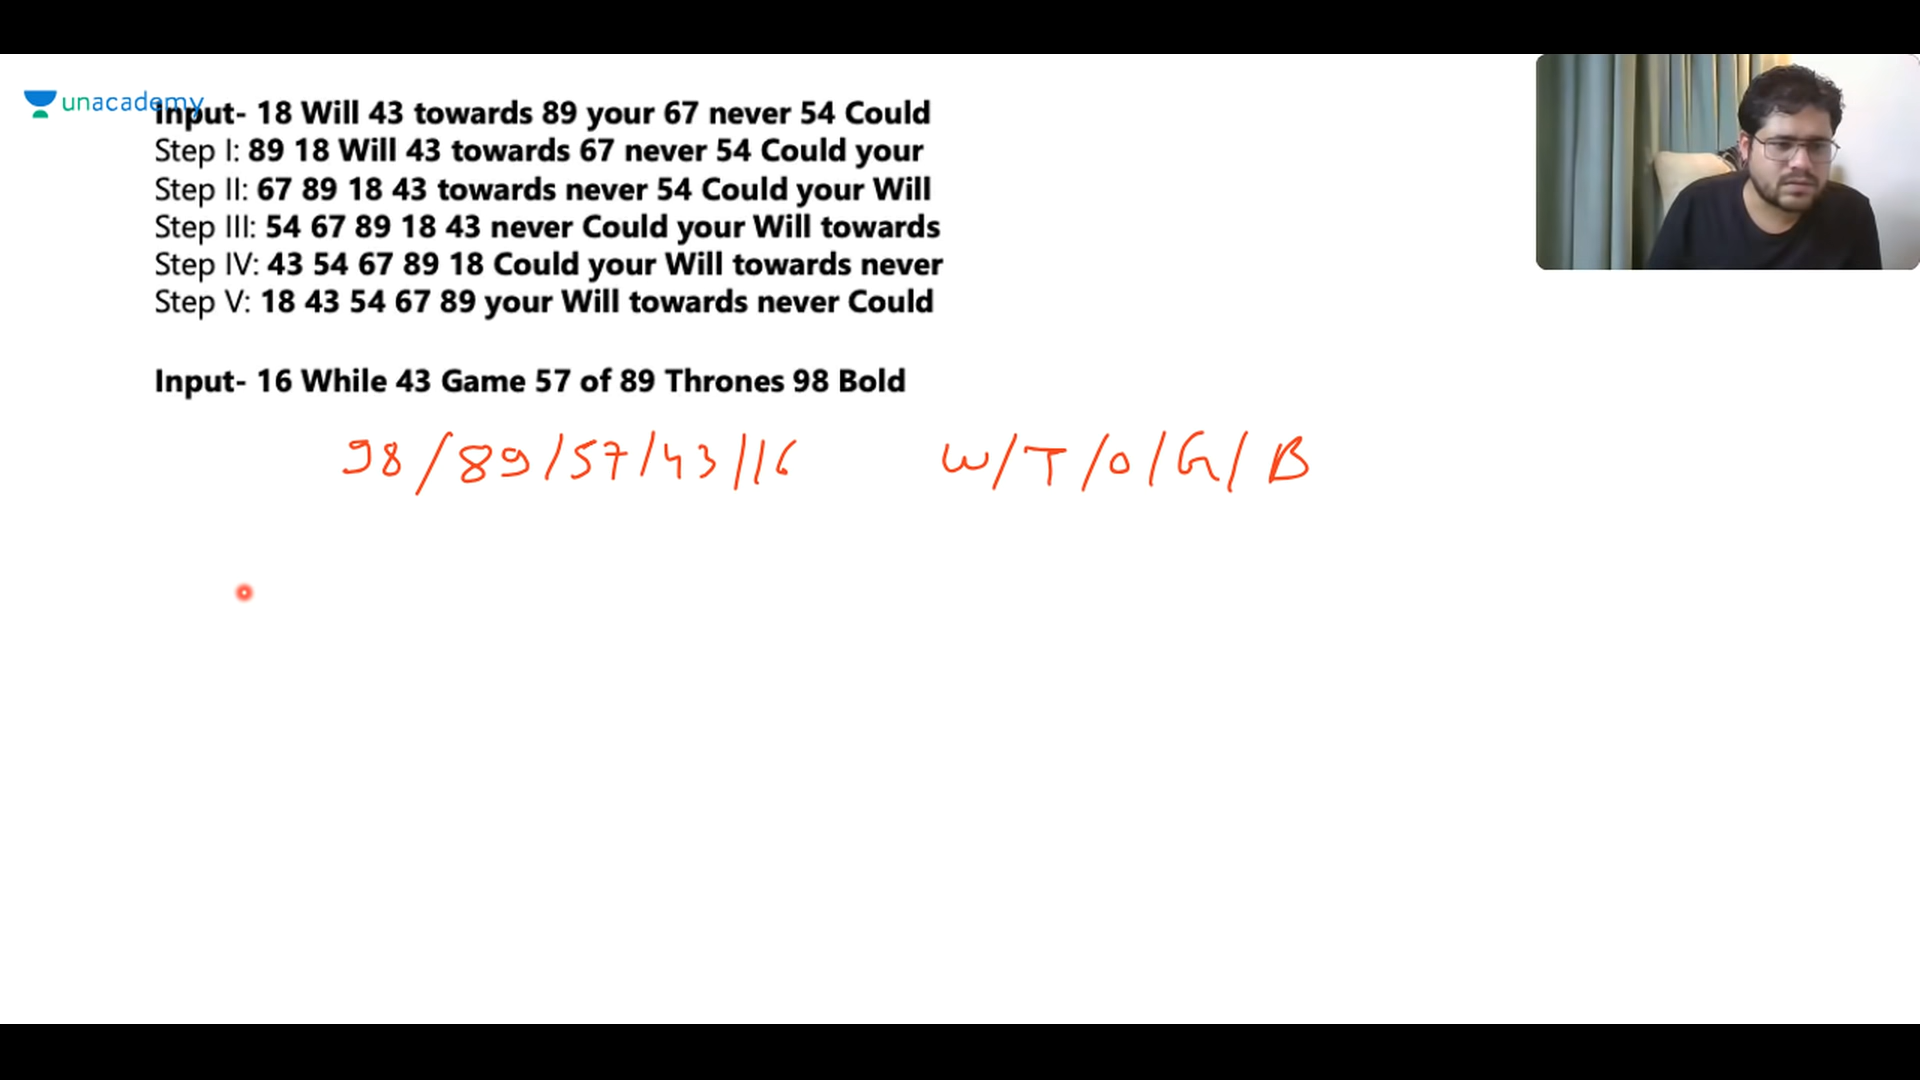 unacademy
Input- 18 Will 43 towards 89 your 67 never 54 Could
Step I: 89 18 Will 43 towards 67 never 54 Could your
Step II: 67 89 18 43 towards never 54 Could your Will
Step III: 54 67 89 18 43 never Could your Will towards
Step IV: 43 54 67 89 18 Could your Will towards never
Step V: 18 43 54 67 89 your Will towards never Could
Input- 16 While 43 Game 57 of 89 Thrones 98 Bold
98/89/57/43/16 W/T/O/G/B